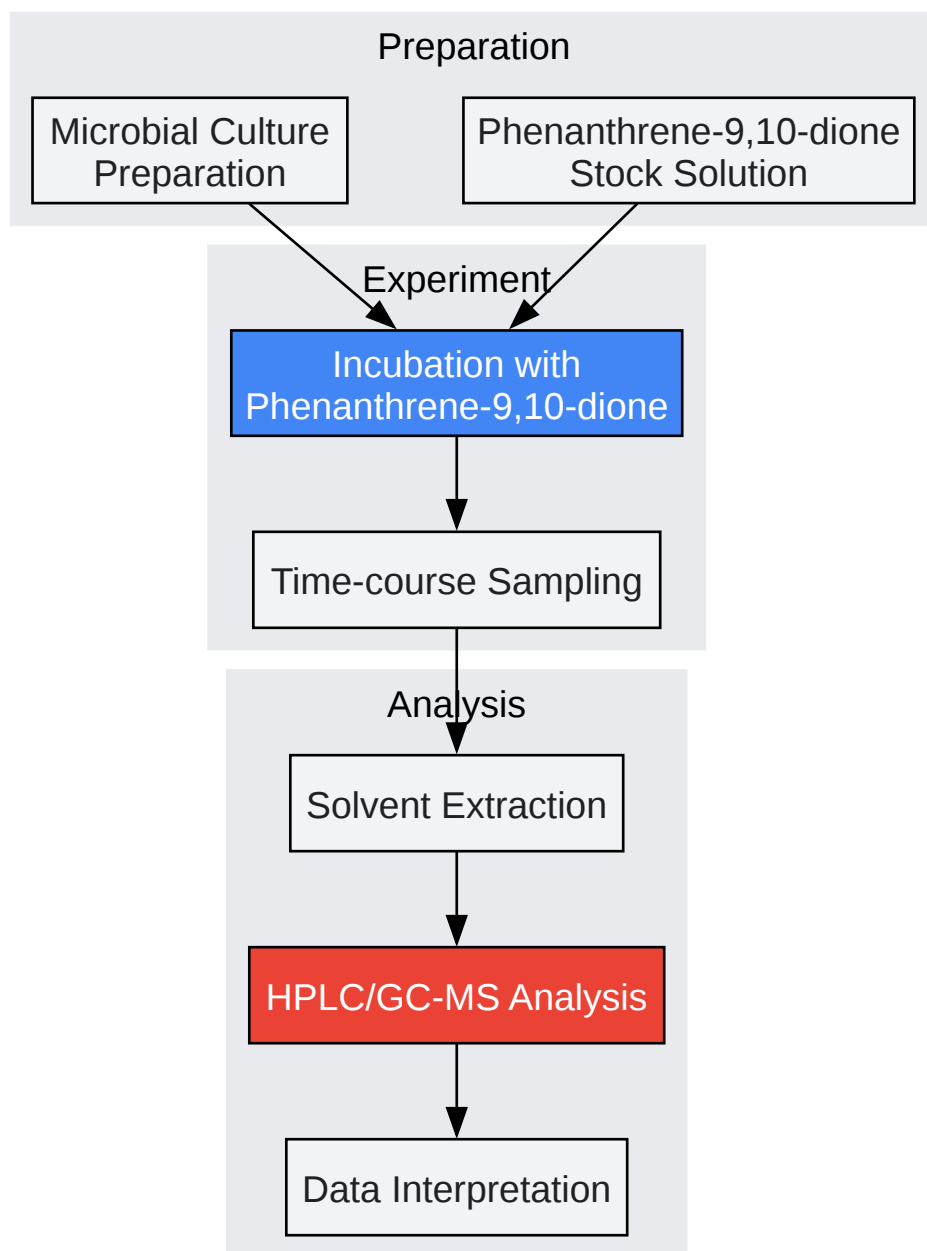 Preparation
Microbial Culture
Preparation
Phenanthrene-9,10-dione
Stock Solution
Experiment
Incubation with
Phenanthrene-9,10-dione
Time-course Sampling
Analysis
Solvent Extraction
HPLC/GC-MS Analysis
Data Interpretation